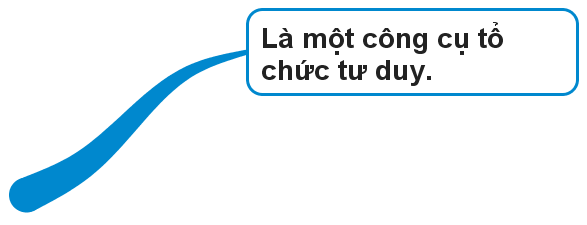 Là một công cụ tổ
chức tư duy.